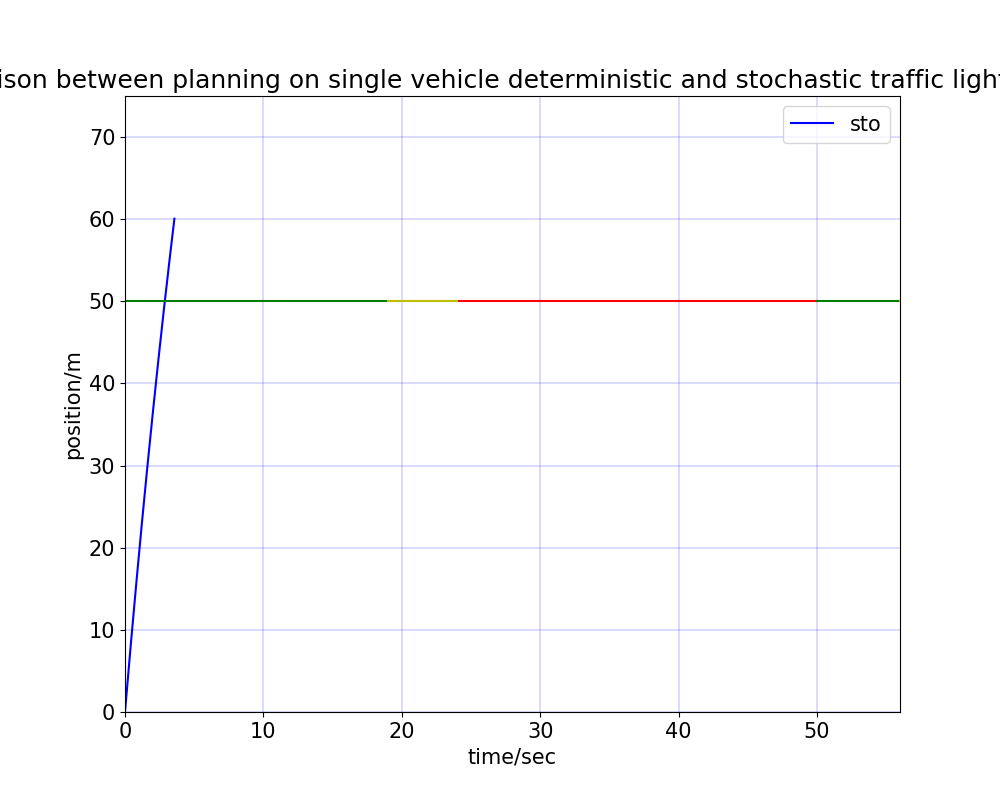 ison between planning on single vehicle deterministic and stochastic traffic ligh
sto
70
60
50
40
30
20
10
0
position/m
0 10 20 30 40 50
time/sec